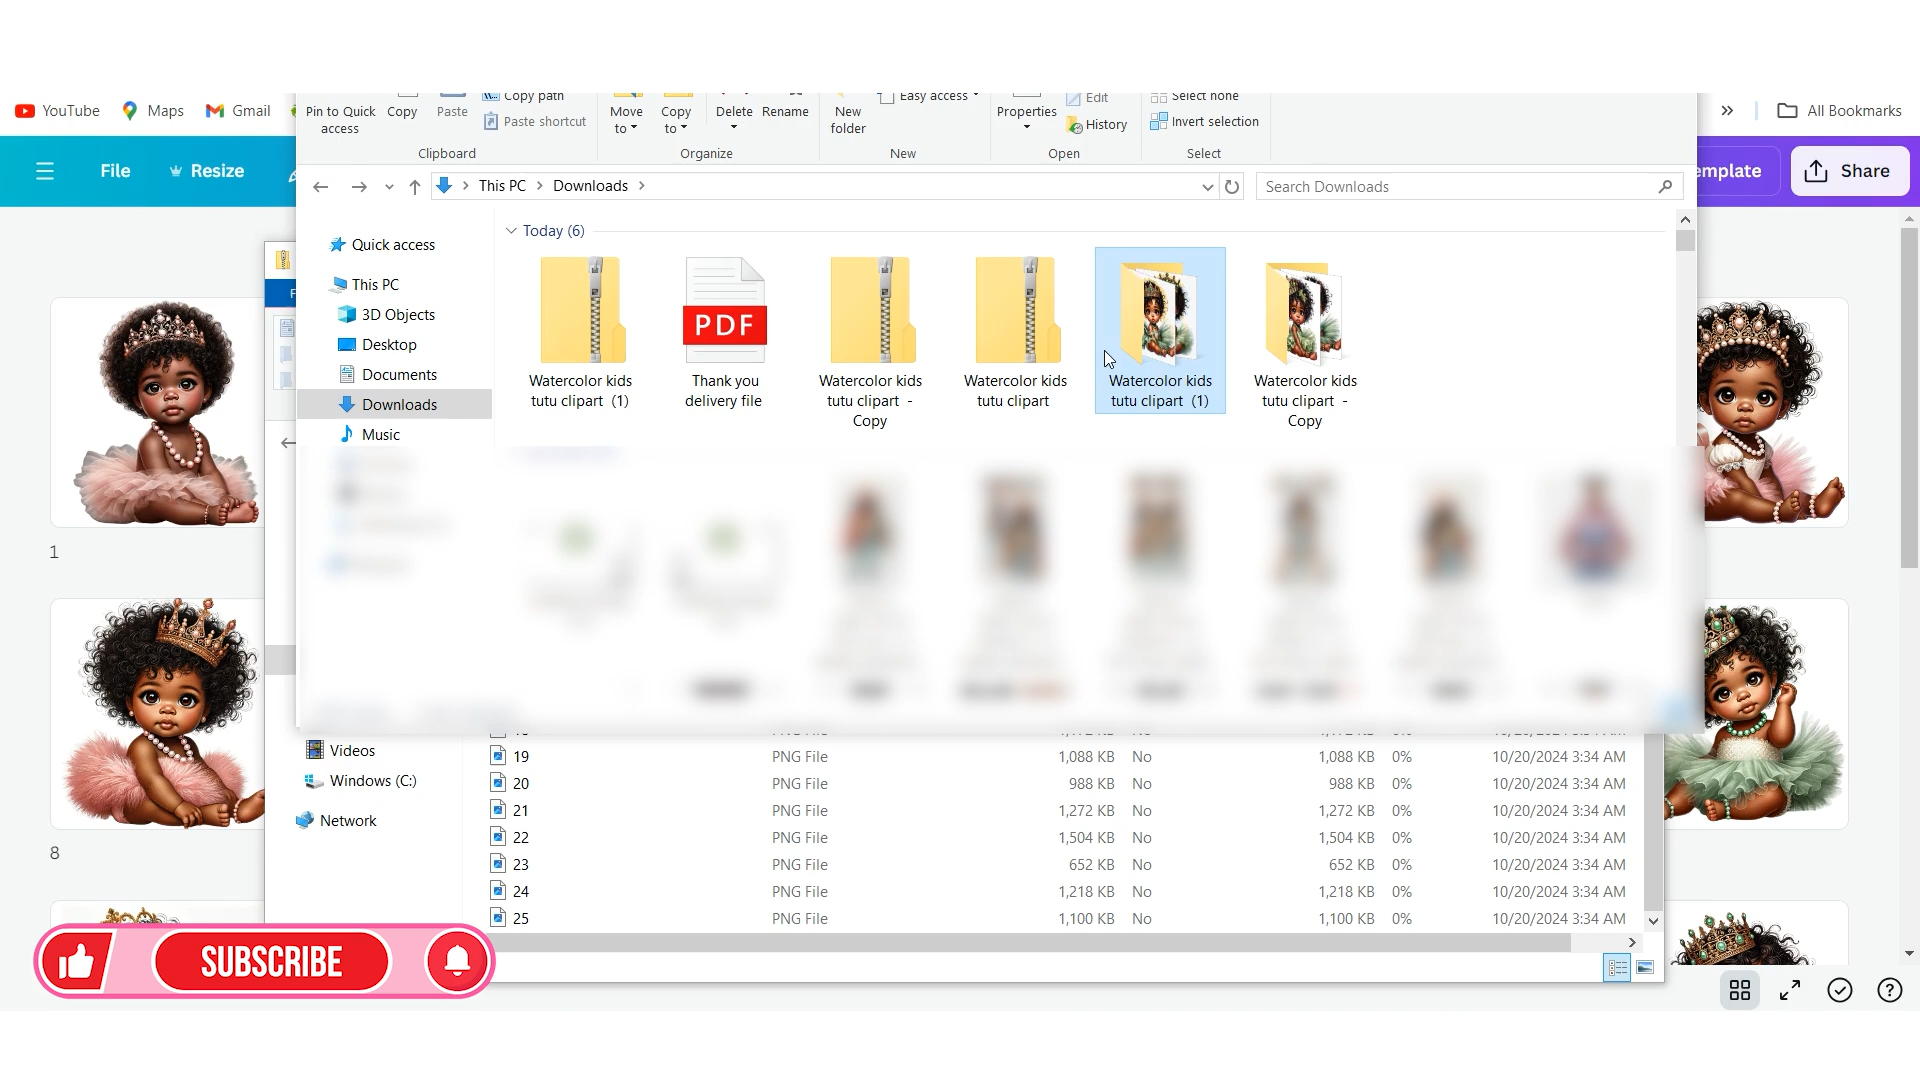 YouTube
Maps
Gmail
All Bookmarks
File
Resize
Share
Pin to Quick access
Copy
Paste
Copy path
Paste shortcut
Clipboard
Move to
Copy to
Delete
Rename
Organize
New folder
Easy access
New
Properties
Edit
History
Open
Select none
Invert selection
Select
This PC
Downloads
Search Downloads
Quick access
This PC
3D Objects
Desktop
Documents
Downloads
Music
Today (6)
PDF
Watercolor kids
tutu clipart (1)
Thank you
delivery file
Watercolor kids
tutu clipart -
Copy
Watercolor kids
tutu clipart
Watercolor kids
tutu clipart (1)
Watercolor kids
tutu clipart -
Copy
1
8
Videos
Windows (C:)
Network
19 PNG File 1,088 KB No 1,088 KB 0% 10/20/2024 3:34 AM
20 PNG File 988 KB No 988 KB 0% 10/20/2024 3:34 AM
21 PNG File 1,272 KB No 1,272 KB 0% 10/20/2024 3:34 AM
22 PNG File 1,504 KB No 1,504 KB 0% 10/20/2024 3:34 AM
23 PNG File 652 KB No 652 KB 0% 10/20/2024 3:34 AM
24 PNG File 1,218 KB No 1,218 KB 0% 10/20/2024 3:34 AM
25 PNG File 1,100 KB No 1,100 KB 0% 10/20/2024 3:34 AM
SUBSCRIBE